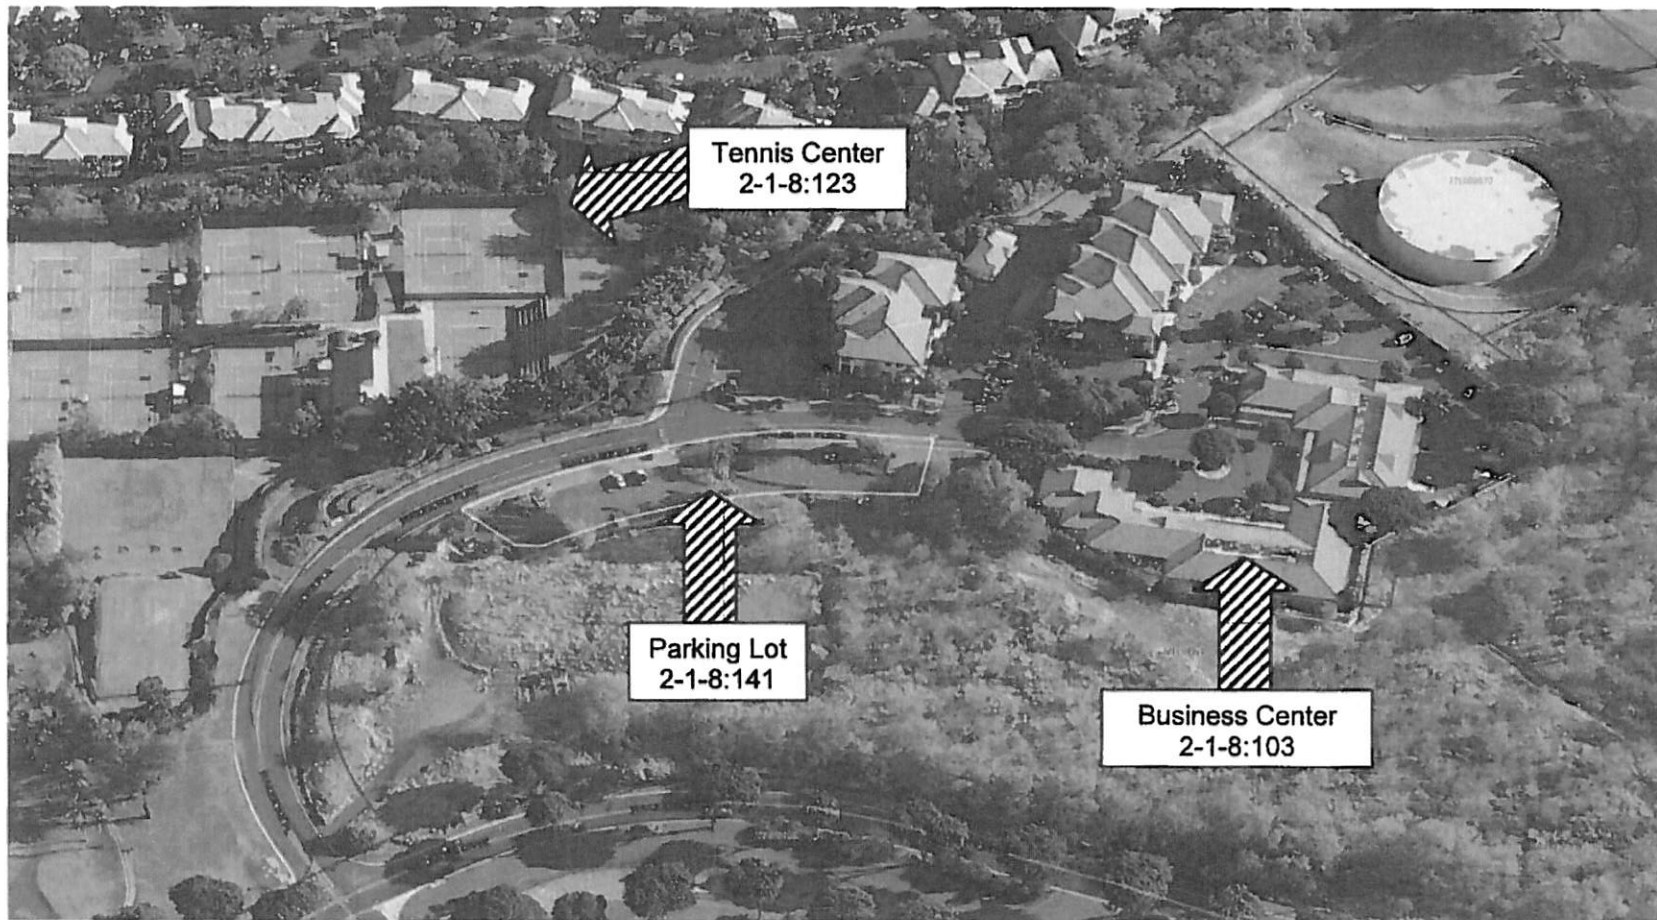 Tennis Center
2-1-8:123
Parking Lot
2-1-8:141
Business Center
2-1-8:103